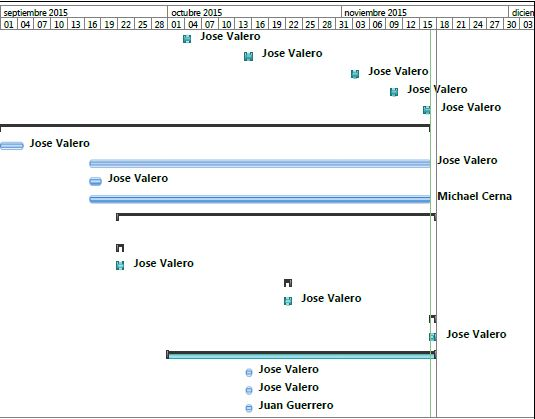 septiembre 2015 octubre 2015 noviembre 2015 dicien
01 04 07 10 13 16 19 22 25 28 01 04 07 10 13 16 19 22 25 28 31 03 06 09 12 15 18 21 24 27 30 03
Jose Valero
Jose Valero
Jose Valero
Jose Valero
Jose Valero
Jose Valero
Jose Valero
Jose Valero
Michael Cerna
Jose Valero
Jose Valero
Jose Valero
Jose Valero
Jose Valero
Juan Guerrero